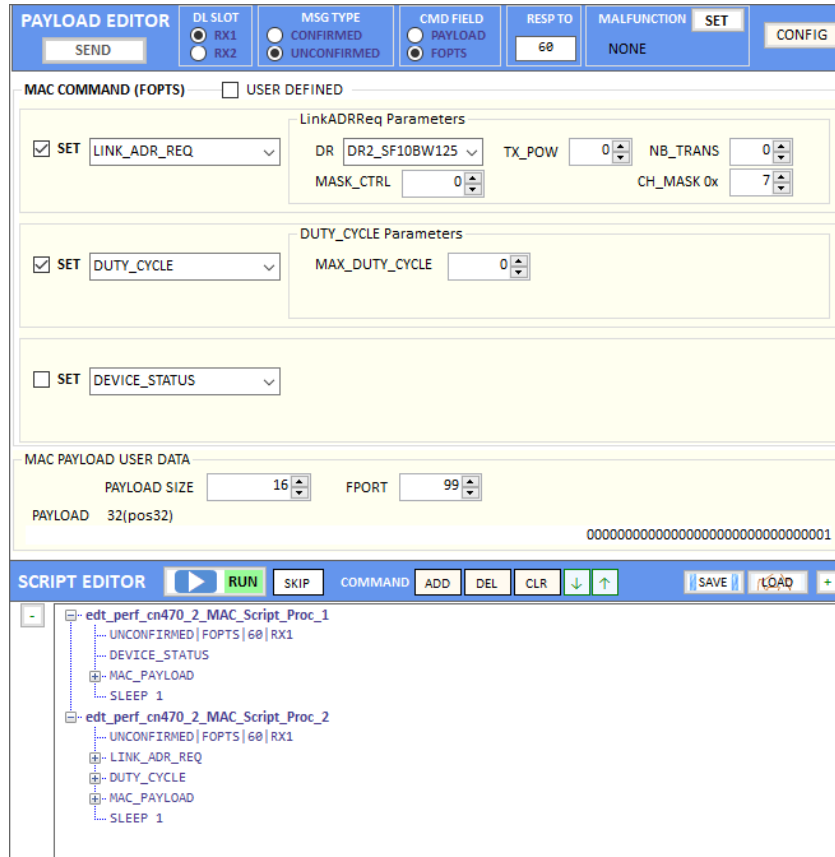 PAYLOAD EDITOR
SEND
DL SLOT
RX1
RX2
MSG TYPE
CONFIRMED
UNCONFIRMED
CMD FIELD
PAYLOAD
FOPTS
RESP TO
60
MALFUNCTION SET
NONE
CONFIG
MAC COMMAND (FOPTS) USER DEFINED
SET LINK_ADR_REQ
LinkADRReq Parameters
DR DR2_SF10BW125 TX_POW 0 NB_TRANS 0
MASK_CTRL 0 CH_MASK 0x 7
SET DUTY_CYCLE
DUTY_CYCLE Parameters
MAX_DUTY_CYCLE 0
SET DEVICE_STATUS
MAC PAYLOAD USER DATA
PAYLOAD SIZE 16 FPORT 99
PAYLOAD 32(pos32)
00000000000000000000000000000001
SCRIPT EDITOR RUN SKIP COMMAND ADD DEL CLR ↓ ↑ SAVE LOAD +
-
edt_perf_cn470_2_MAC_Script_Proc_1
UNCONFIRMED|FOPTS|60|RX1
DEVICE_STATUS
MAC_PAYLOAD
SLEEP 1
edt_perf_cn470_2_MAC_Script_Proc_2
UNCONFIRMED|FOPTS|60|RX1
LINK_ADR_REQ
DUTY_CYCLE
MAC_PAYLOAD
SLEEP 1